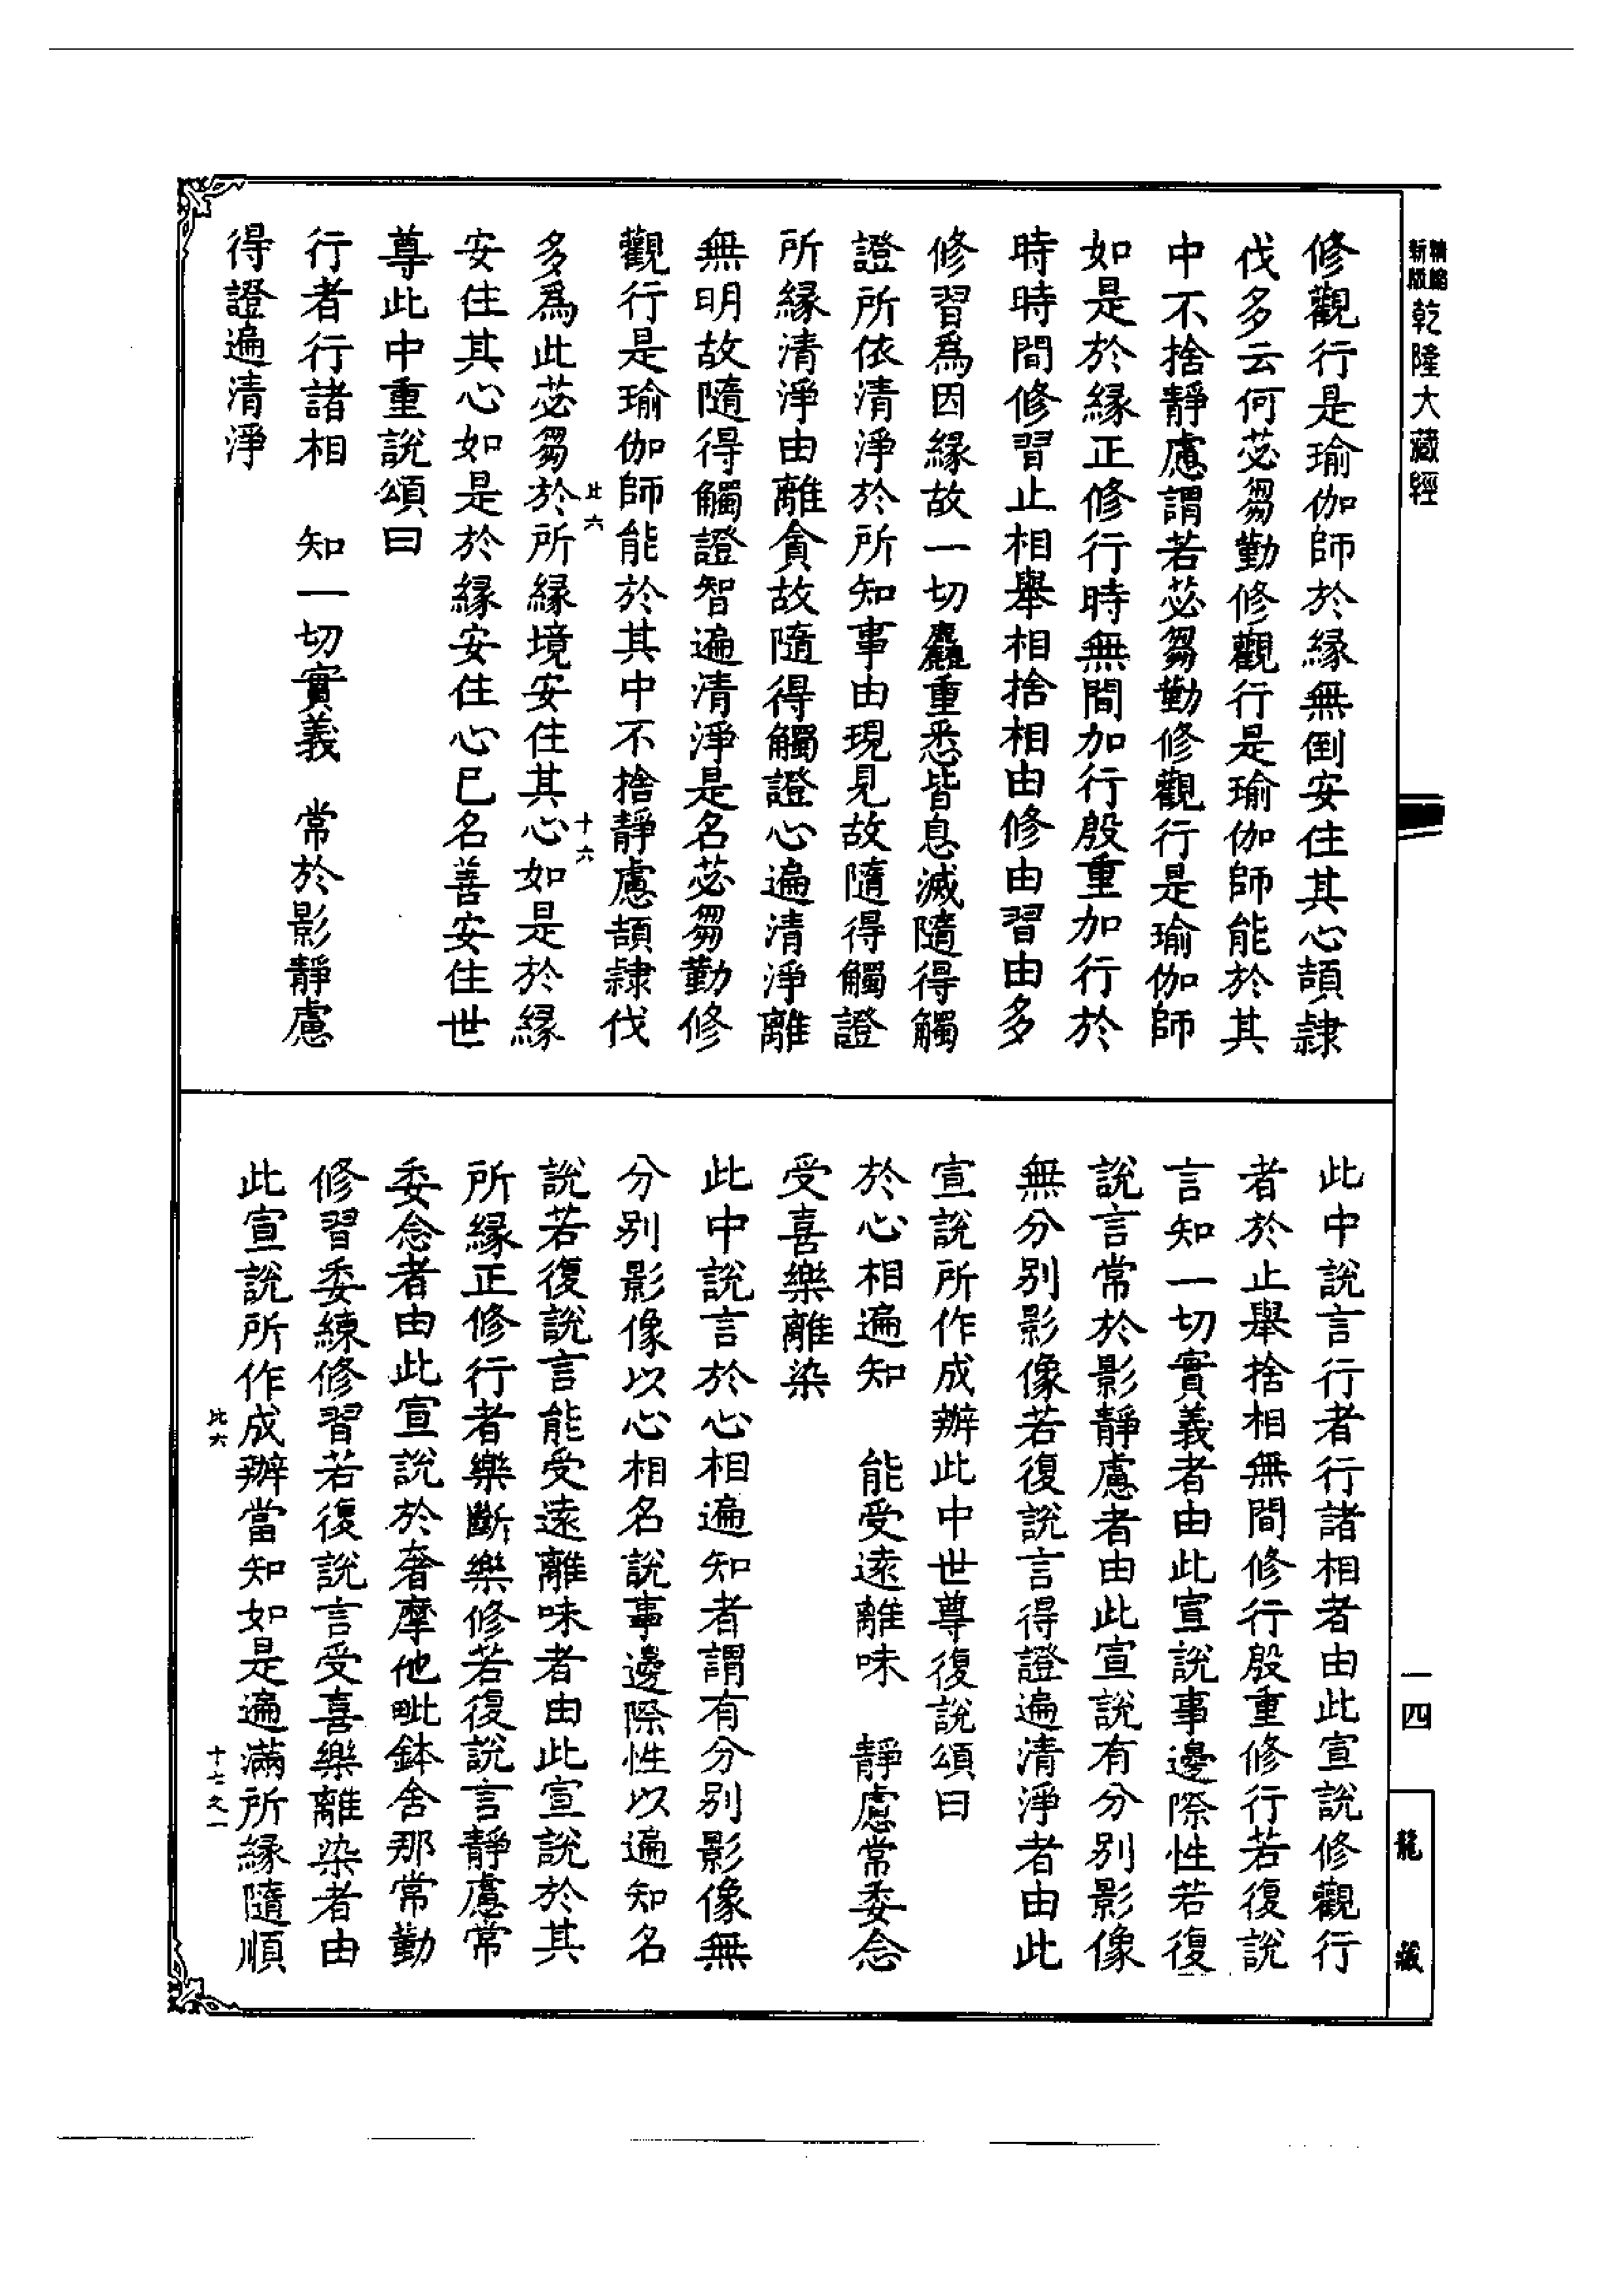 精縮新版乾隆大藏經
修觀行是瑜伽師於緣無倒安住其心頡隸
伐多云何苾芻勤修觀行是瑜伽師能於其
中不捨靜慮謂若苾芻勤修觀行是瑜伽師
如是於緣正修行時無間加行殷重加行於
時時間修習止相舉相捨相由修由習由多
修習爲因緣故一切麤重悉皆息滅隨得觸
證所依清淨於所知事由現見故隨得觸證
所緣清淨由離貪故隨得觸證心遍清淨離
無明故隨得觸證智遍清淨是名苾芻勤修
觀行是瑜伽師能於其中不捨靜慮頡隸伐
比六
十六
多爲此苾芻於所緣境安住其心如是於緣
安住其心如是於緣安住心已名善安住世
尊此中重說頌曰
行者行諸相　知一切實義　常於影靜慮
得證遍清淨
此中說言行者行諸相者由此宣說修觀行
者於止舉捨相無間修行殷重修行若復說
言知一切實義者由此宣說事邊際性若復
說言常於影靜慮者由此宣說有分別影像
無分別影像若復說言得證遍清淨者由此
宣說所作成辦此中世尊復說頌曰
於心相遍知　能受遠離味　靜慮常委念
受喜樂離染
此中說言於心相遍知者謂有分別影像無
分別影像以心相名說事邊際性以遍知名
說若復說言能受遠離味者由此宣說於其
所緣正修行者樂斷樂修若復說言靜慮常
委念者由此宣說於奢摩他毗鉢舍那常勤
修習委練修習若復說言受喜樂離染者由
此宣說所作成辦當知如是遍滿所緣隨順
比六
十七之一
一四
龍藏